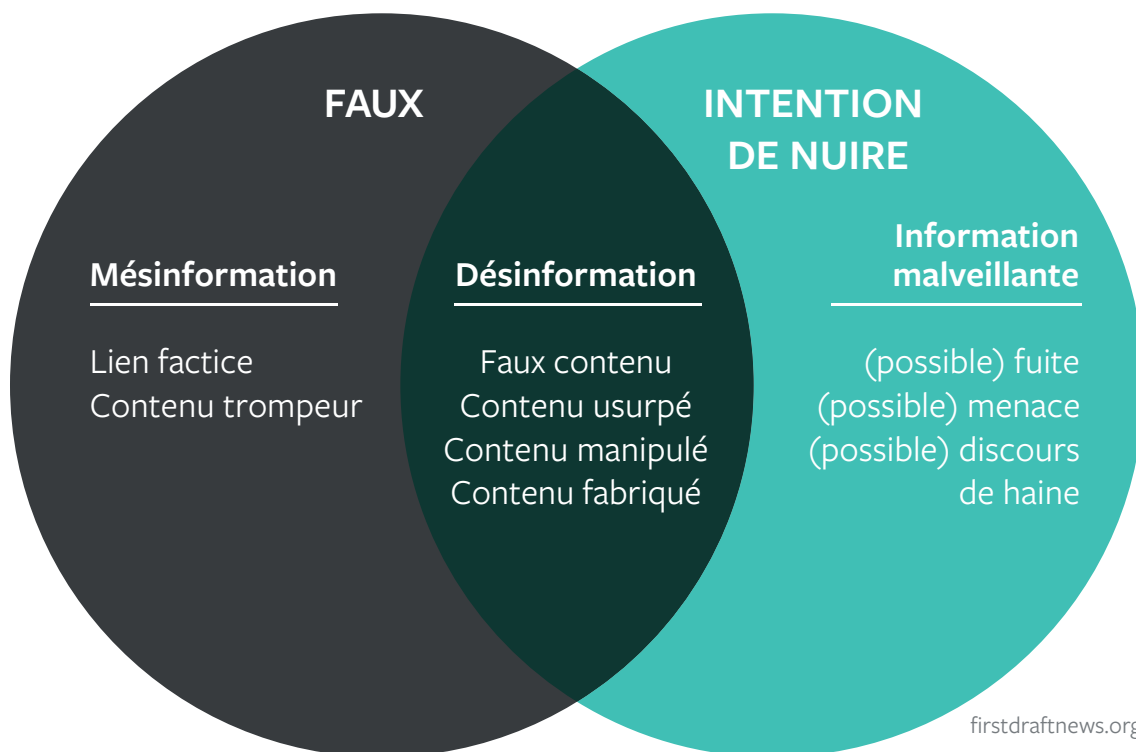 FAUX
INTENTION
DE NUIRE
Mésinformation
Lien factice
Contenu trompeur
Désinformation
Faux contenu
Contenu usurpé
Contenu manipulé
Contenu fabriqué
Information
malveillante
(possible) fuite
(possible) menace
(possible) discours
de haine
firstdraftnews.org